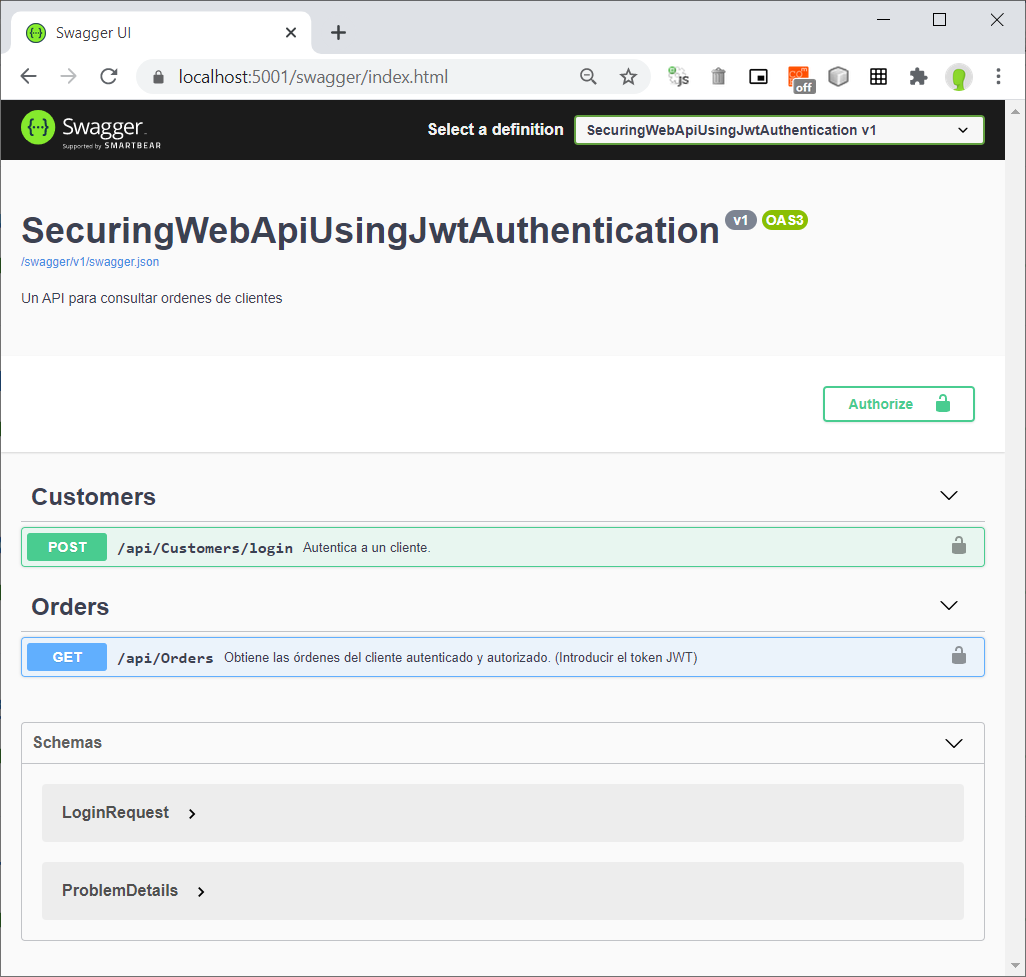 Swagger UI
localhost:5001/swagger/index.html
JS
com
off
Swagger
Supported by SMARTBEAR
Select a definition
SecuringWebApiUsingJwtAuthentication v1
SecuringWebApiUsingJwtAuthentication v1 OAS3
/swagger/v1/swagger.json
Un API para consultar ordenes de clientes
Authorize
Customers
POST /api/Customers/login Autentica a un cliente.
Orders
GET /api/Orders Obtiene las órdenes del cliente autenticado y autorizado. (Introducir el token JWT)
Schemas
LoginRequest
ProblemDetails